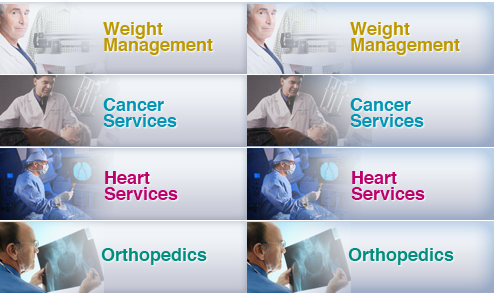 Weight
Management
Weight
Management
Cancer
Services
Cancer
Services
Heart
Services
Heart
Services
Orthopedics
Orthopedics